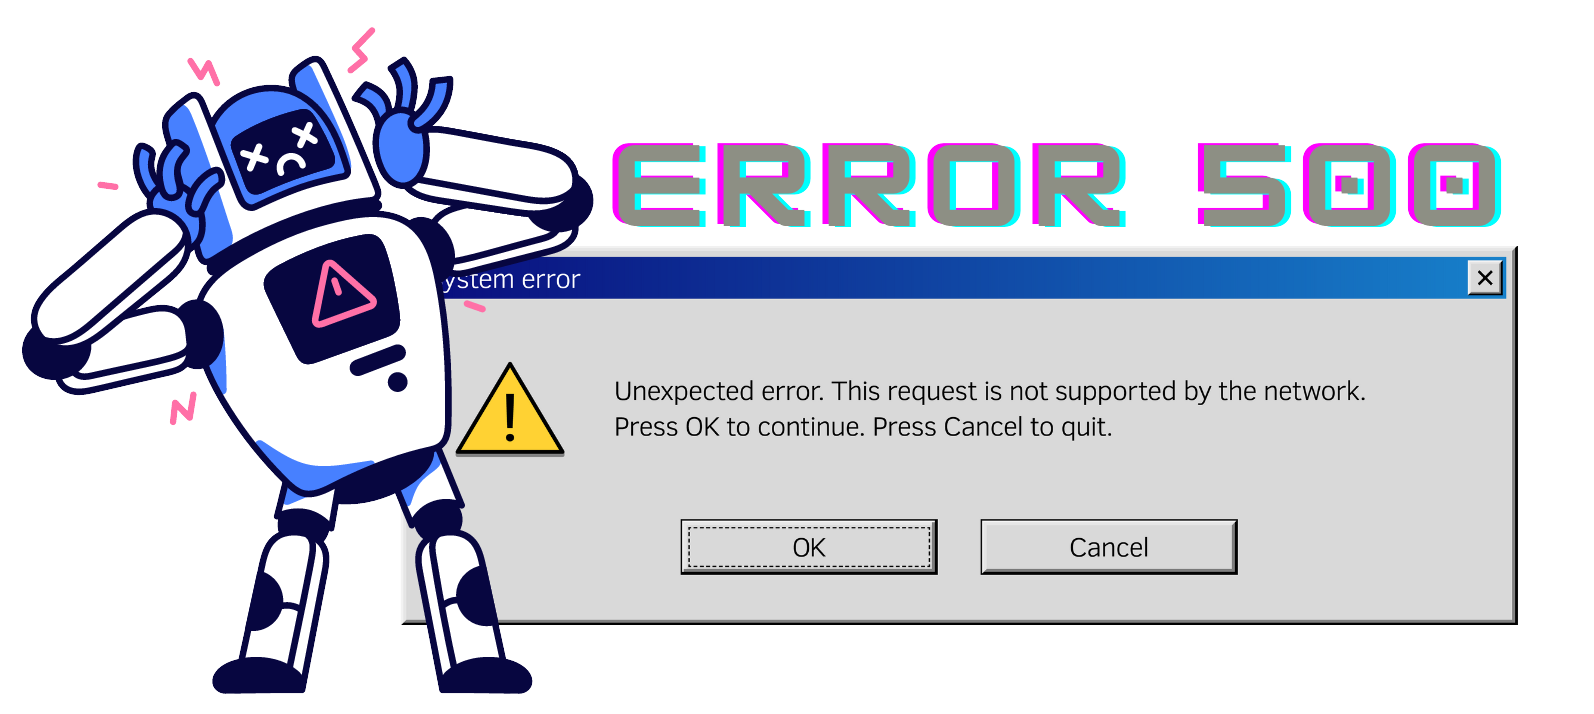 ERROR 500
ystem error
Unexpected error. This request is not supported by the network.
Press OK to continue. Press Cancel to quit.
OK
Cancel